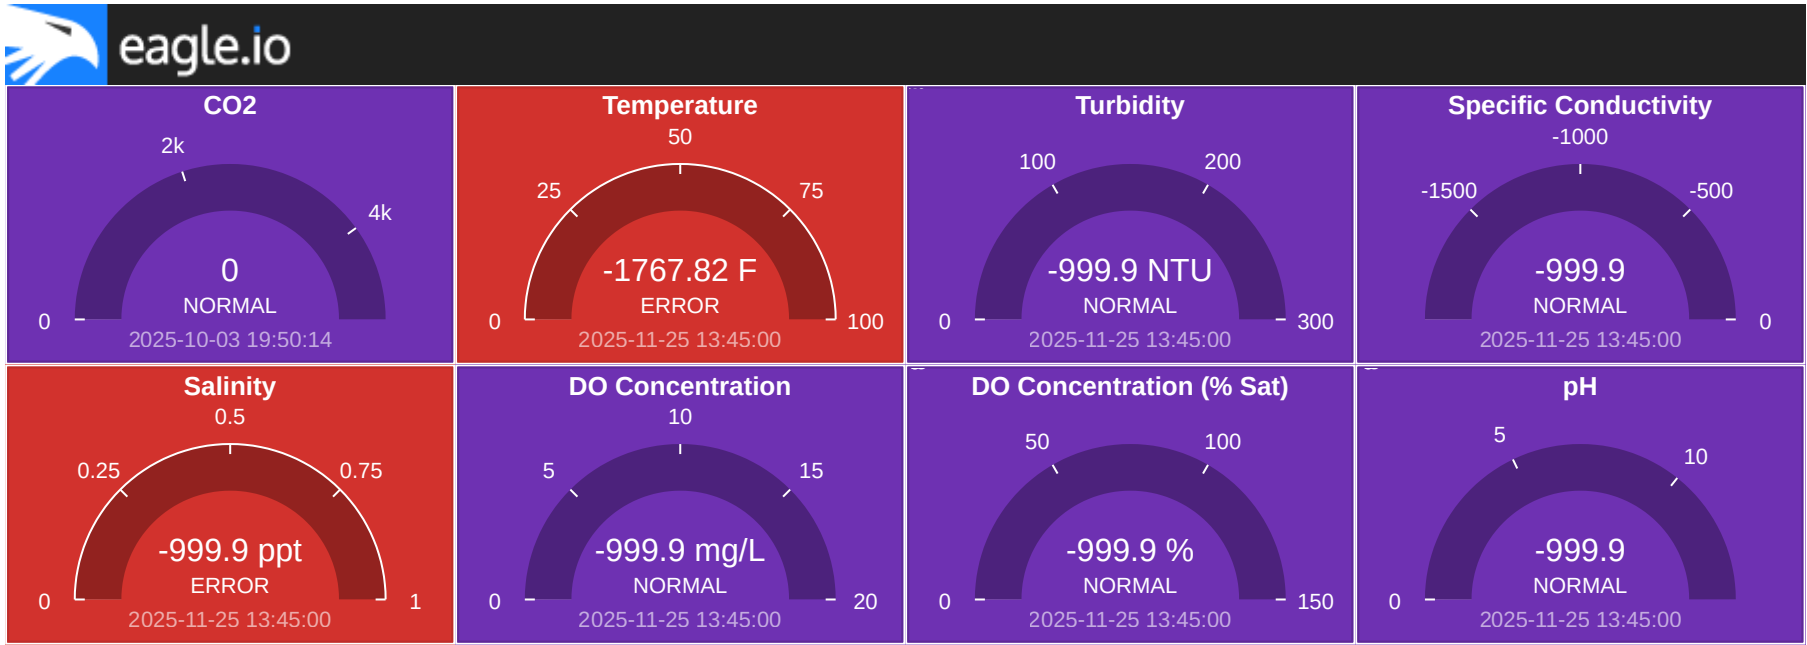 eagle.io
CO2
2k
4k
0
0
NORMAL
2025-10-03 19:50:14
Temperature
50
25
75
-1767.82 F
ERROR
0
100
2025-11-25 13:45:00
Turbidity
100
200
-999.9 NTU
NORMAL
0
300
2025-11-25 13:45:00
Specific Conductivity
-1000
-1500
-500
-999.9
NORMAL
0
2025-11-25 13:45:00
Salinity
0.5
0.25
0.75
-999.9 ppt
ERROR
0
1
2025-11-25 13:45:00
DO Concentration
10
5
15
-999.9 mg/L
NORMAL
0
20
2025-11-25 13:45:00
DO Concentration (% Sat)
50
100
-999.9 %
NORMAL
0
150
2025-11-25 13:45:00
pH
5
10
-999.9
NORMAL
0
2025-11-25 13:45:00